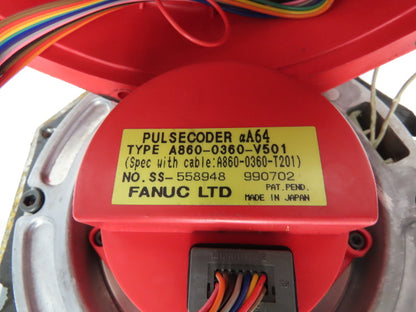 PULSECODER αA64
TYPE A860-0360-V501
(Spec with cable:A860-0360-T201)
NO. SS-558948 990702
FANUC LTD PAT. PEND.
MADE IN JAPAN